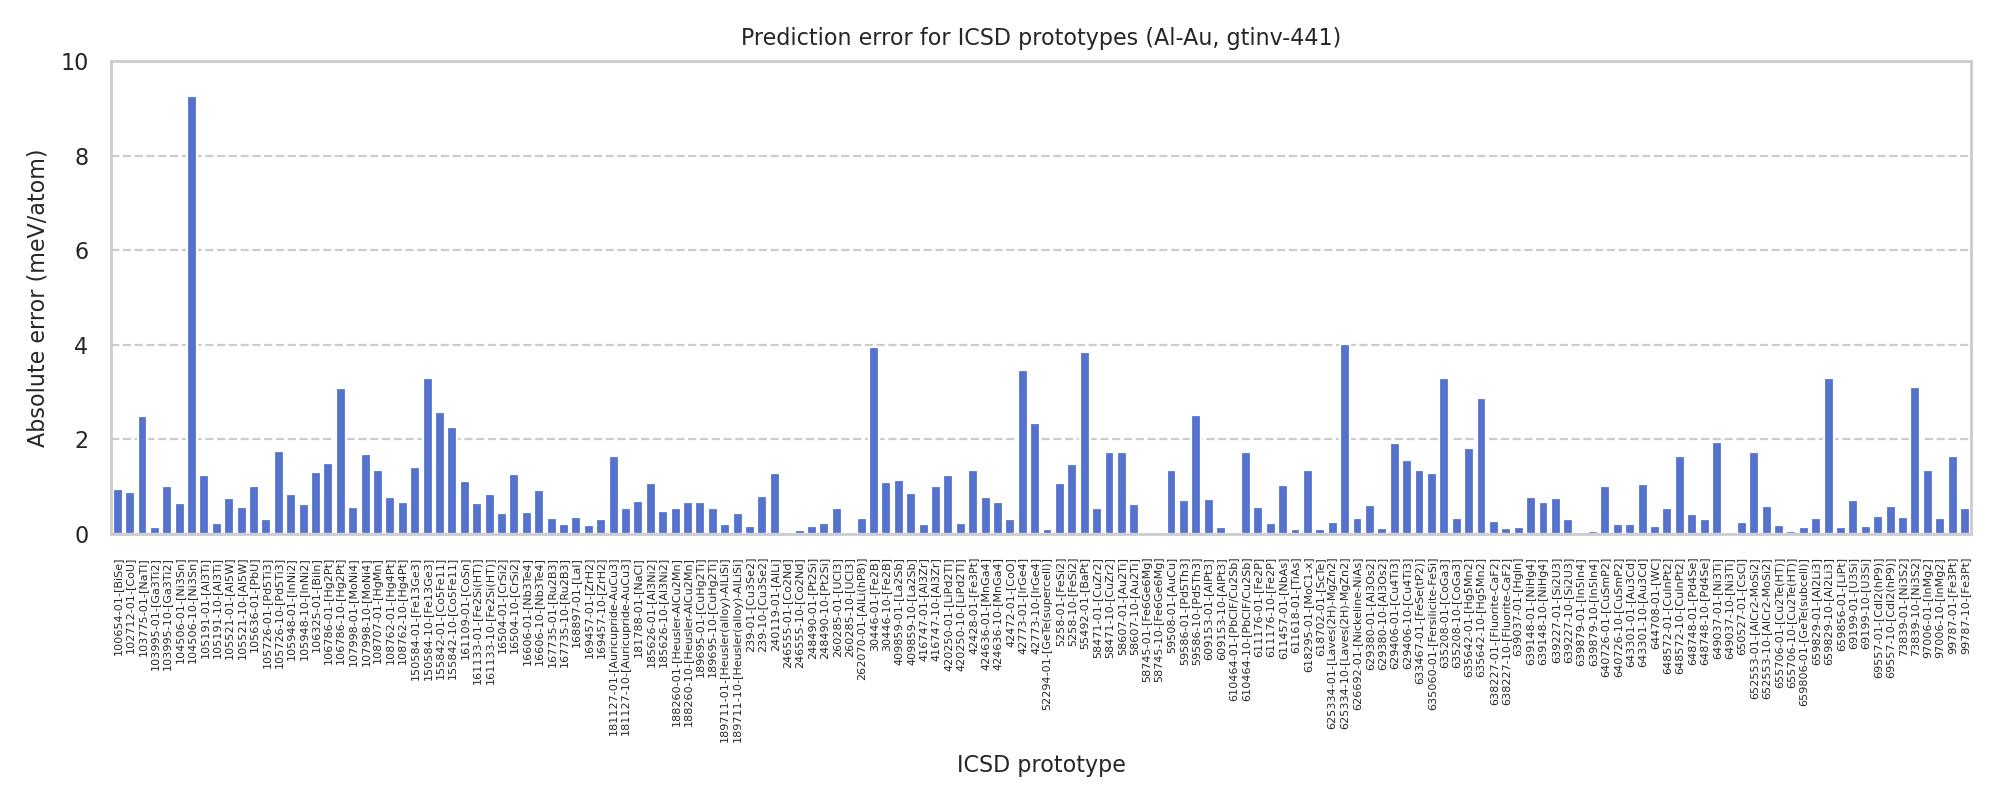 Prediction error for ICSD prototypes (Al-Au, gtinv-441)
Absolute error (meV/atom)
10
8
6
4
2
0
100654-01-[BiSe]
102712-01-[CoU]
103775-01-[NaTl]
103995-01-[Ga3Ti2]
103995-10-[Ga3Ti2]
104506-01-[Ni3Sn]
104506-10-[Ni3Sn]
105191-01-[Al3Ti]
105191-10-[Al3Ti]
105521-01-[Al5W]
105521-10-[Al5W]
105636-01-[PbU]
105726-01-[Pd5Ti3]
105726-10-[Pd5Ti3]
105948-01-[InNi2]
105948-10-[InNi2]
106325-01-[BiIn]
106786-01-[Hg2Pt]
106786-10-[Hg2Pt]
107998-01-[MoNi4]
107998-10-[MoNi4]
108707-01-[HgMn]
108762-01-[Hg4Pt]
108762-10-[Hg4Pt]
150584-01-[Fe13Ge3]
150584-10-[Fe13Ge3]
155842-01-[Co5Fe11]
155842-10-[Co5Fe11]
161109-01-[CoSn]
161133-01-[Fe2Si(HT)]
161133-10-[Fe2Si(HT)]
16504-01-[CrSi2]
16504-10-[CrSi2]
16606-01-[Nb3Te4]
16606-10-[Nb3Te4]
167735-01-[Ru2B3]
167735-10-[Ru2B3]
168897-01-[LaI]
169457-01-[ZrH2]
169457-10-[ZrH2]
181127-01-[Auricupride-AuCu3]
181127-10-[Auricupride-AuCu3]
181788-01-[NaCl]
185626-01-[Al3Ni2]
185626-10-[Al3Ni2]
188260-01-[Heusler-AlCu2Mn]
188260-10-[Heusler-AlCu2Mn]
189695-01-[CuHg2Ti]
189695-10-[CuHg2Ti]
189711-01-[Heusler(alloy)-AlLiSi]
189711-10-[Heusler(alloy)-AlLiSi]
239-01-[Cu3Se2]
239-10-[Cu3Se2]
240119-01-[AlLi]
246555-01-[Co2Nd]
246555-10-[Co2Nd]
248490-01-[Pt2Si]
248490-10-[Pt2Si]
260285-01-[UCl3]
260285-10-[UCl3]
262070-01-[AlLi(hP8)]
30446-01-[Fe2B]
30446-10-[Fe2B]
409859-01-[La2Sb]
409859-10-[La2Sb]
416747-01-[Al3Zr]
416747-10-[Al3Zr]
420250-01-[LiPd2Tl]
420250-10-[LiPd2Tl]
42428-01-[Fe3Pt]
424636-01-[MnGa4]
424636-10-[MnGa4]
42472-01-[CoO]
42773-01-[IrGe4]
42773-10-[IrGe4]
52294-01-[GeTe(supercell)]
5258-01-[FeSi2]
5258-10-[FeSi2]
55492-01-[BaPt]
58471-01-[CuZr2]
58471-10-[CuZr2]
58607-01-[Au2Ti]
58607-10-[Au2Ti]
58745-01-[Fe6Ge6Mg]
58745-10-[Fe6Ge6Mg]
59508-01-[AuCu]
59586-01-[Pd5Th3]
59586-10-[Pd5Th3]
609153-01-[AlPt3]
609153-10-[AlPt3]
610464-01-[PbClF/Cu2Sb]
610464-10-[PbClF/Cu2Sb]
611176-01-[Fe2P]
611176-10-[Fe2P]
611457-01-[NbAs]
611618-01-[TiAs]
618295-01-[MoC1-x]
618702-01-[ScTe]
625334-01-[Laves(2H)-MgZn2]
625334-10-[Laves(2H)-MgZn2]
626692-01-[Nickeline-NiAs]
629380-01-[Al3Os2]
629380-10-[Al3Os2]
629406-01-[Cu4Ti3]
629406-10-[Cu4Ti3]
633467-01-[FeSe(tP2)]
635060-01-[Fersilicite-FeSi]
635208-01-[CoGa3]
635208-10-[CoGa3]
635642-01-[Hg5Mn2]
635642-10-[Hg5Mn2]
638227-01-[Fluorite-CaF2]
638227-10-[Fluorite-CaF2]
639037-01-[HgIn]
639148-01-[NiHg4]
639148-10-[NiHg4]
639227-01-[Si2U3]
639227-10-[Si2U3]
639879-01-[In5In4]
639879-10-[In5In4]
640726-01-[CuSmP2]
640726-10-[CuSmP2]
643301-01-[Au3Cd]
643301-10-[Au3Cd]
644708-01-[WC]
648572-01-[CuInPt2]
648572-10-[CuInPt2]
648748-01-[Pd4Se]
648748-10-[Pd4Se]
649037-01-[Ni3Ti]
649037-10-[Ni3Ti]
650527-01-[CsCl]
652553-01-[AlCr2-MoSi2]
652553-10-[AlCr2-MoSi2]
655706-01-[Cu2Te(HT)]
655706-10-[Cu2Te(HT)]
659806-01-[GeTe(subcell)]
659829-01-[Al2Li3]
659829-10-[Al2Li3]
659856-01-[LiPt]
69199-01-[U3Si]
69199-10-[U3Si]
69557-01-[CdI2(hP9)]
69557-10-[CdI2(hP9)]
73839-01-[Ni3S2]
73839-10-[Ni3S2]
97006-01-[InMg2]
97006-10-[InMg2]
99787-01-[Fe3Pt]
99787-10-[Fe3Pt]
ICSD prototype